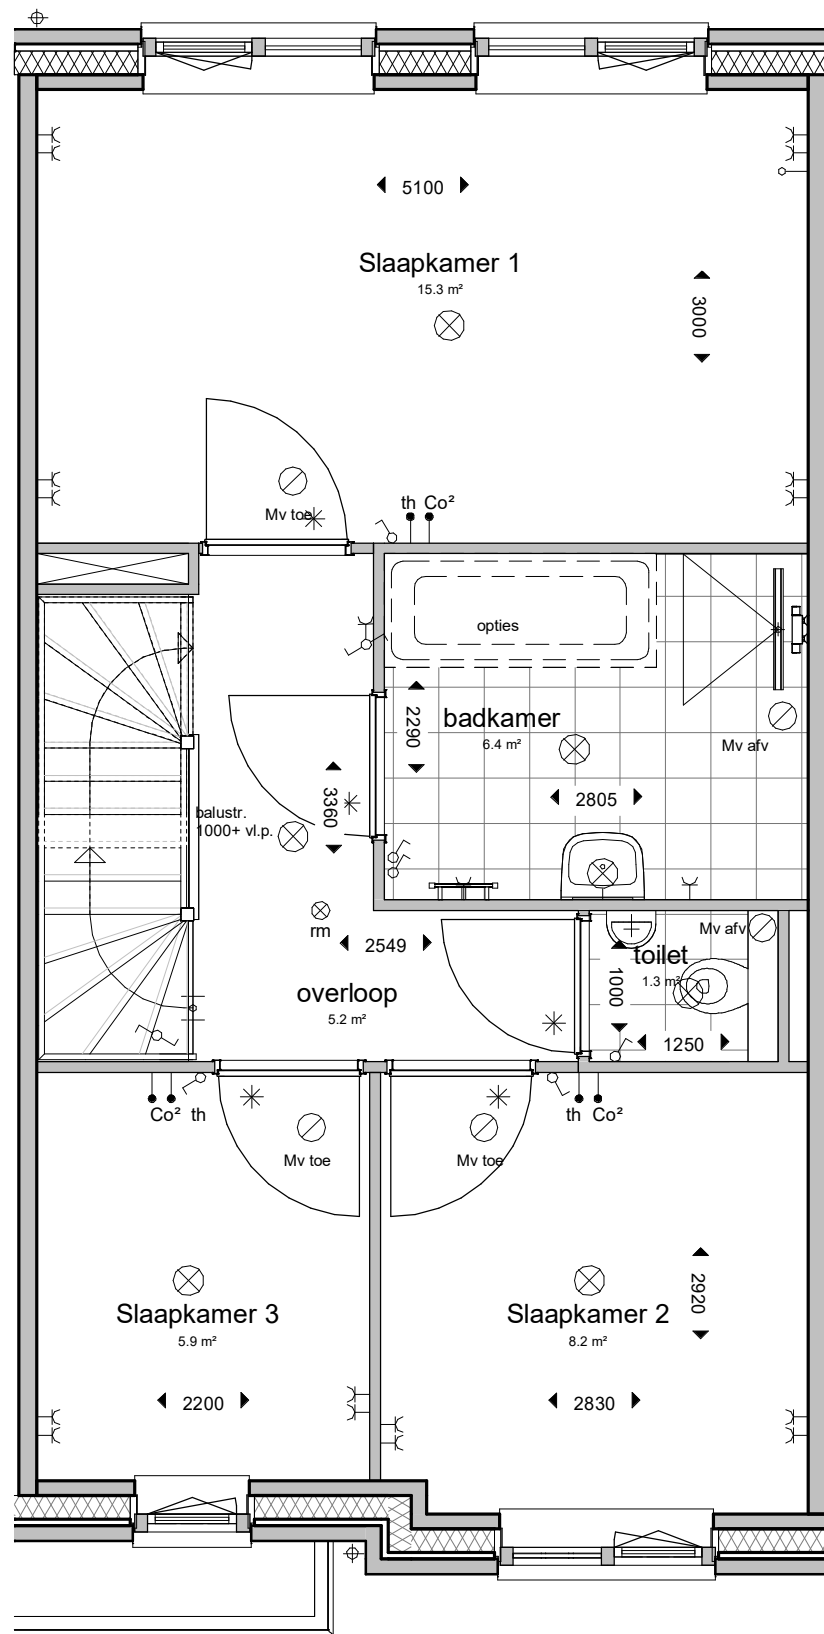 5100
Slaapkamer 1
15.3 m²
3000
th Co²
Mv toe
opties
2290
badkamer
6.4 m²
Mv afv
2805
3360
balustr.
1000+ vl.p.
rm
2549
Mv afv
toilet
1.3 m²
1000
overloop
5.2 m²
1250
Co² th
th Co²
Mv toe
Mv toe
2920
Slaapkamer 3
5.9 m²
Slaapkamer 2
8.2 m²
2200
2830